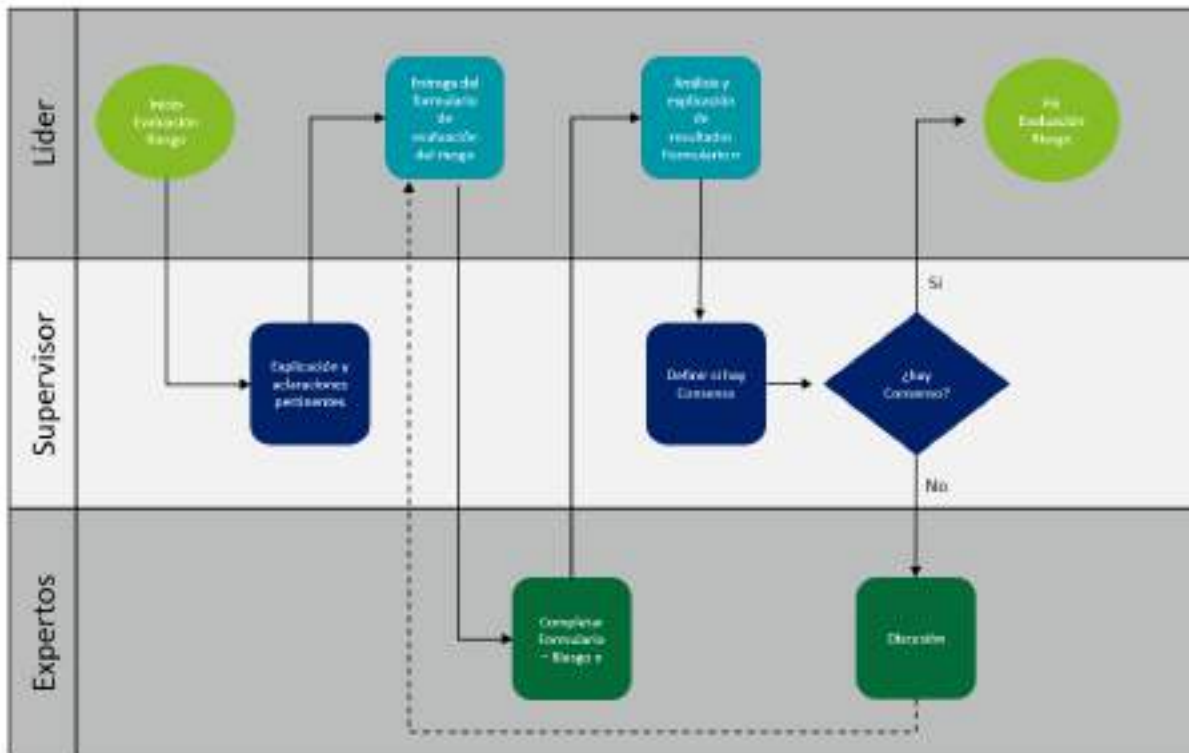 Líder
Inicio
Evaluación
Riesgo
Entrega del
formulario
de
evaluación
del riesgo
Análisis y
explicación
de
resultados
Formulario n
Fin
Evaluación
Riesgo
Supervisor
Explicación y
aclaraciones
pertinentes
Definir si hay
Consenso
¿hay
Consenso?
Si
No
Expertos
Completar
Formulario
– Riesgo n
Discusión